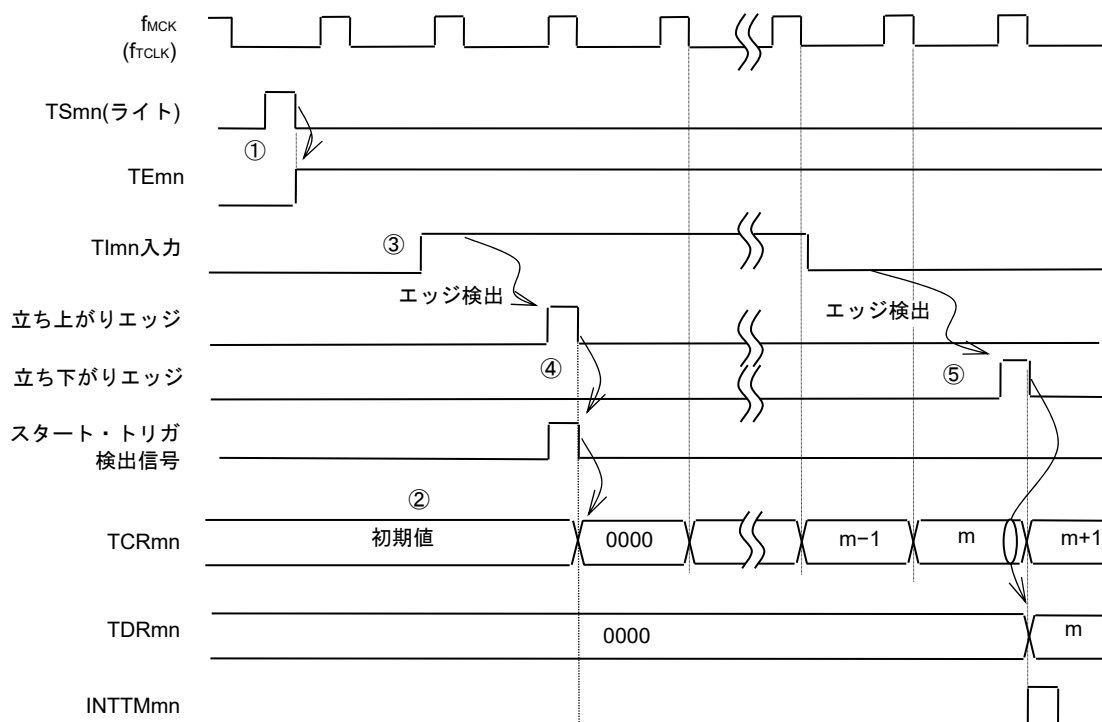 fMCK
(fTCLK)
TSmn(ライト)
①
TEmn
TImn入力
③
エッジ検出
エッジ検出
立ち上がりエッジ
④
立ち下がりエッジ
⑤
スタート・トリガ
検出信号
②
TCRmn
初期値
0000
m−1
m
m+1
TDRmn
0000
m
INTTMmn